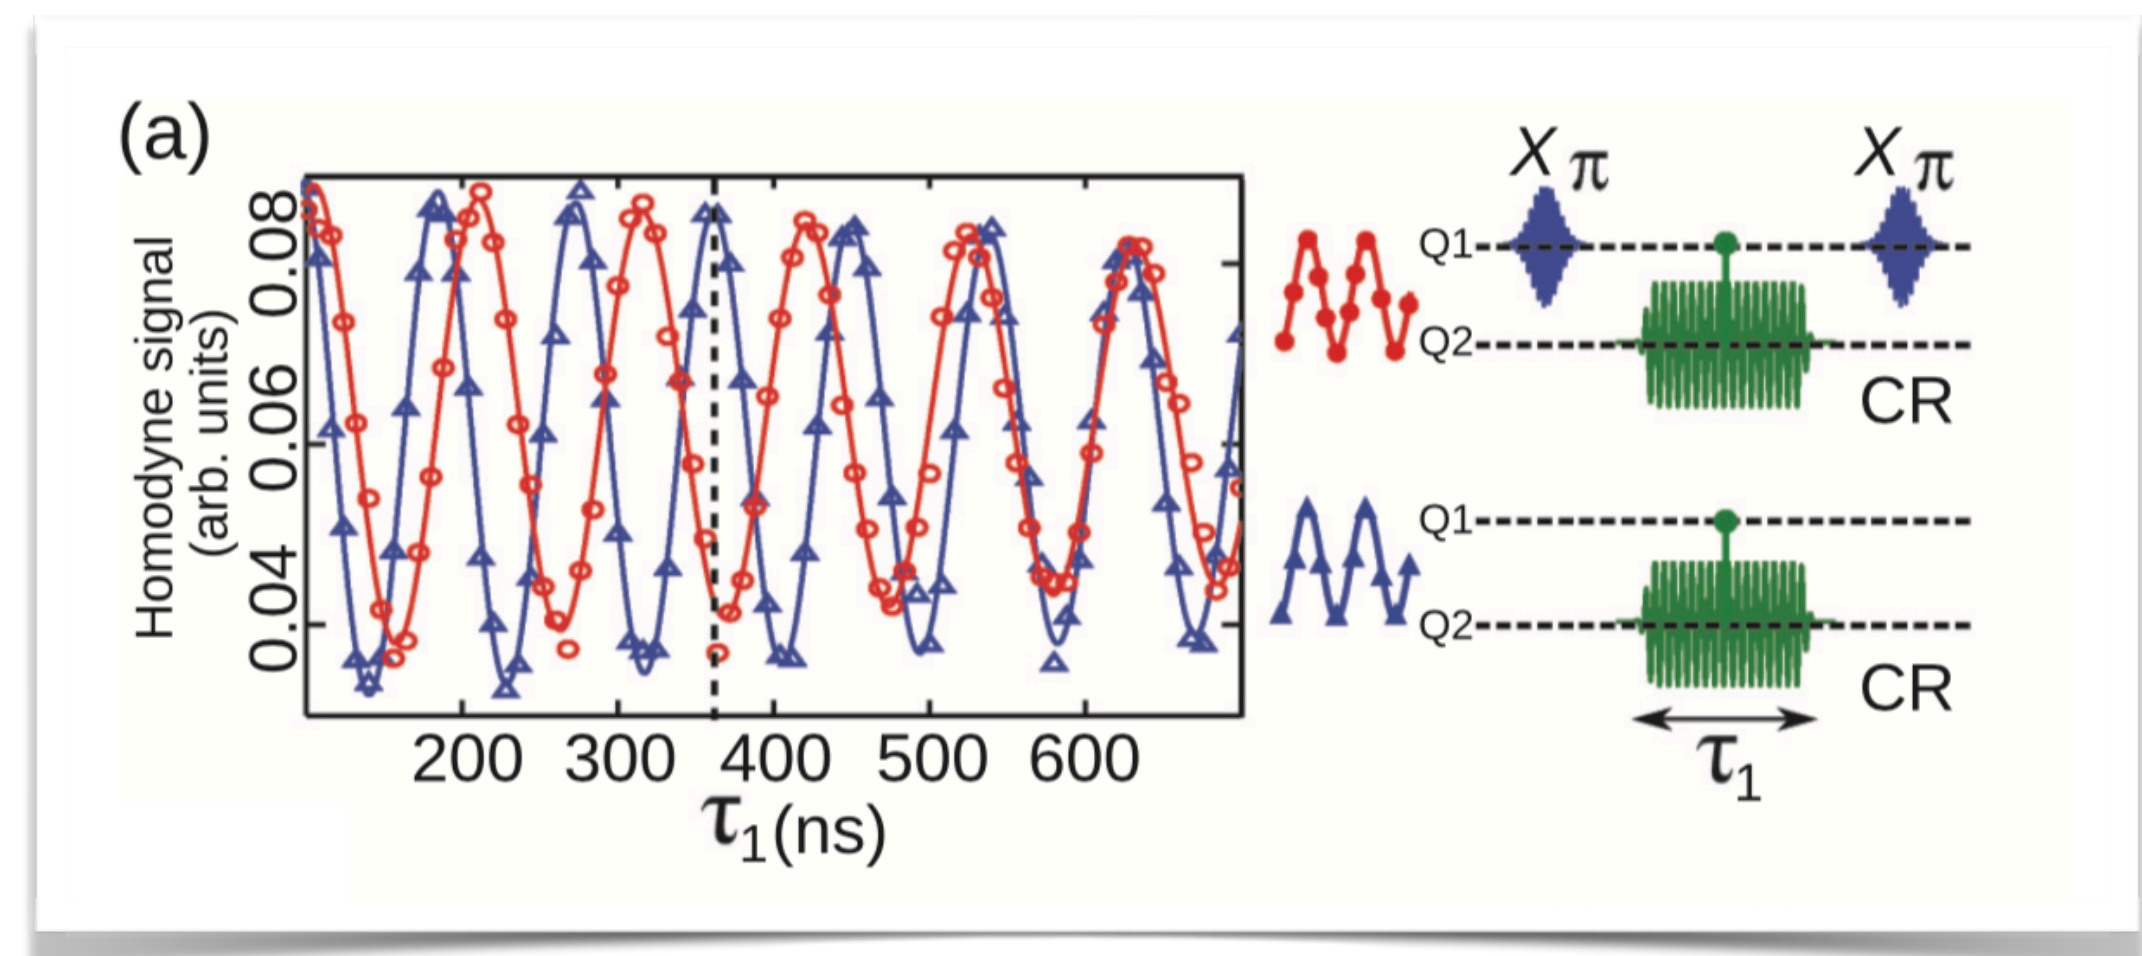 (a)
Homodyne signal
(arb. units)
0.08
0.06
0.04
200 300 400 500 600
τ1(ns)
Xπ Xπ
Q1
Q2
CR
Q1
Q2
CR
τ1